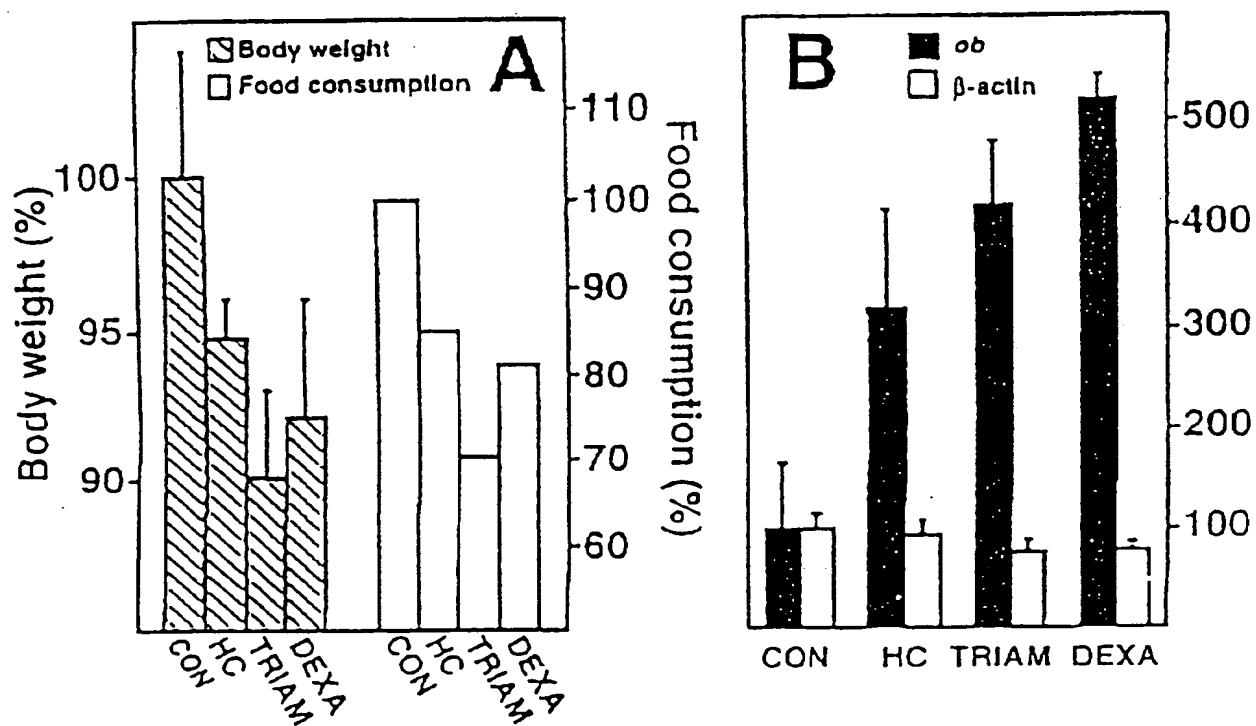 Body weight
Food consumption
A
Body weight (%)
100
95
90
110
100
90
80
70
60
Food consumption (%)
CON
HC
TRIAM
DEXA
CON
HC
TRIAM
DEXA
B
ob
β-actin
500
400
300
200
100
CON HC TRIAM DEXA